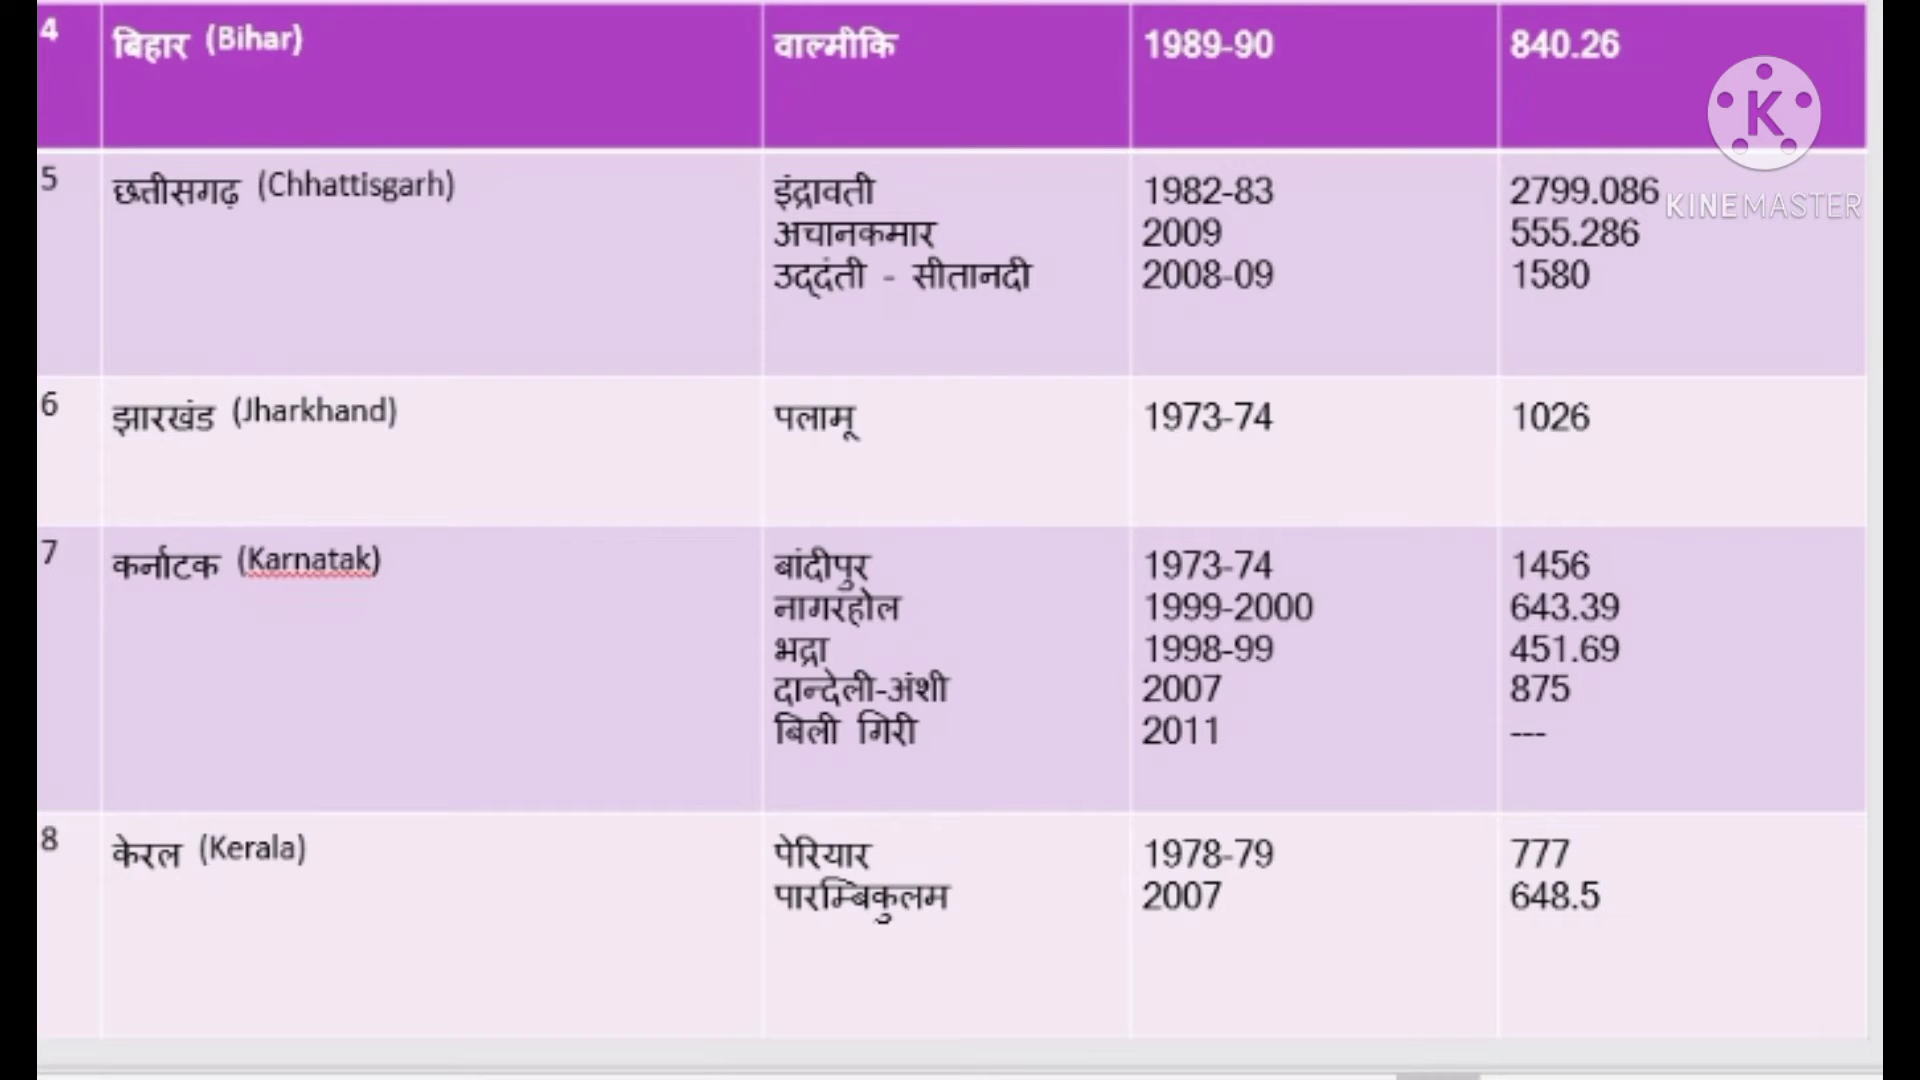 4 बिहार (Bihar) वाल्मीकि 1989-90 840.26
K
KINEMASTER
5 छत्तीसगढ़ (Chhattisgarh) इंद्रावती 1982-83 2799.086
अचानकमार 2009 555.286
उद्दंती - सीतानदी 2008-09 1580
6 झारखंड (Jharkhand) पलामू 1973-74 1026
7 कर्नाटक (Karnatak) बांदीपुर 1973-74 1456
नागरहोल 1999-2000 643.39
भद्रा 1998-99 451.69
दान्देली-अंशी 2007 875
बिली गिरी 2011 ---
8 केरल (Kerala) पेरियार 1978-79 777
पारम्बिकुलम 2007 648.5